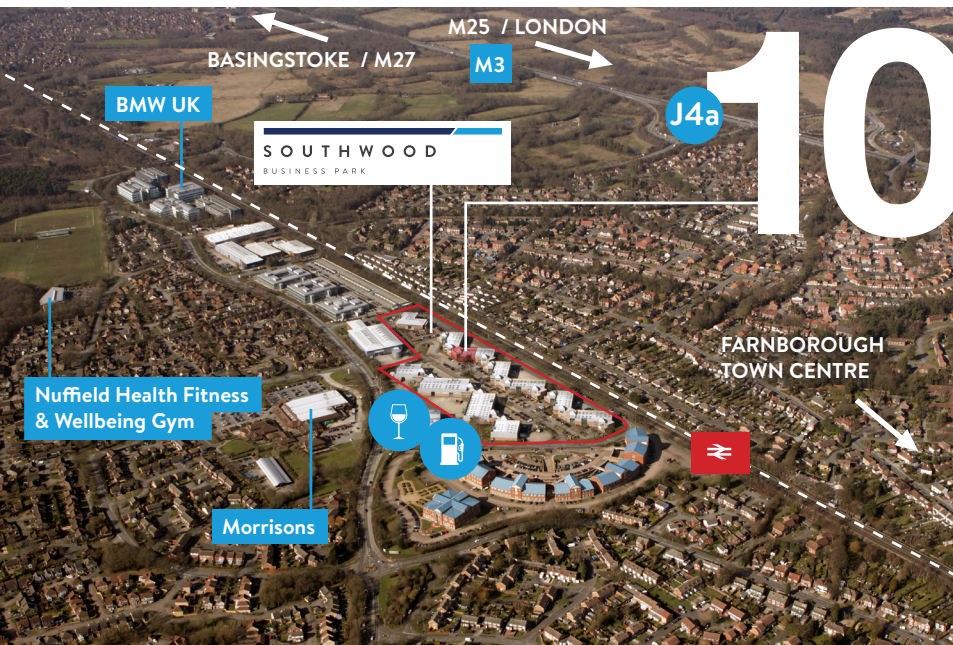 M25 / LONDON
BASINGSTOKE / M27
M3
10
BMW UK
J4a
SOUTHWOOD
BUSINESS PARK
FARNBOROUGH
TOWN CENTRE
Nuffield Health Fitness
& Wellbeing Gym
Morrisons